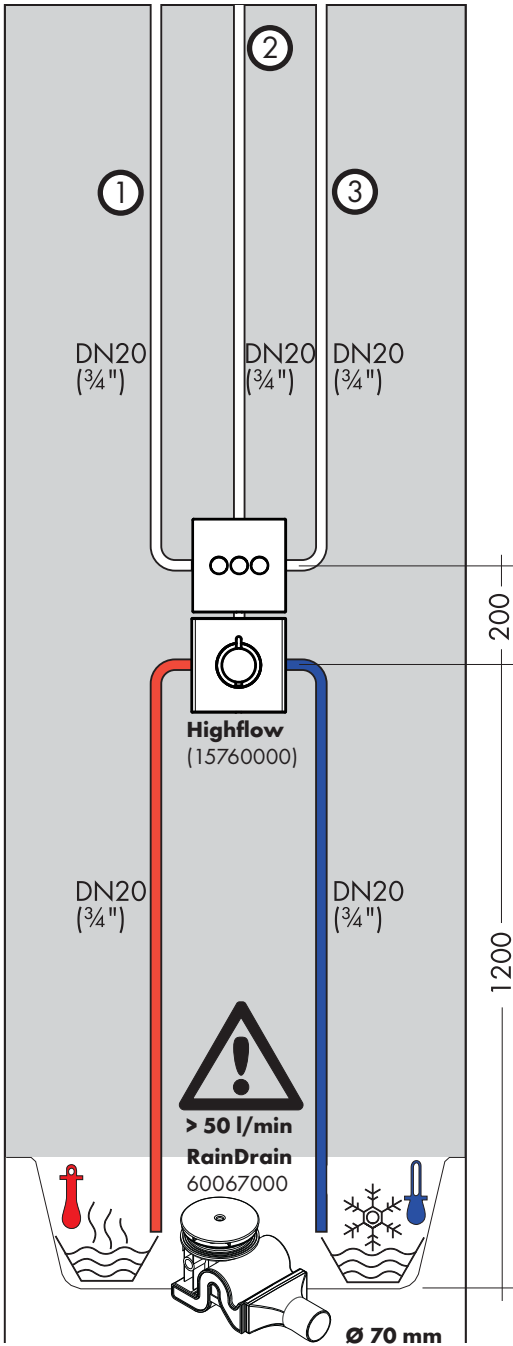 2
1
3
DN20
(¾")
DN20
(¾")
DN20
(¾")
200
Highflow
(15760000)
DN20
(¾")
DN20
(¾")
1200
> 50 l/min
RainDrain
60067000
Ø 70 mm